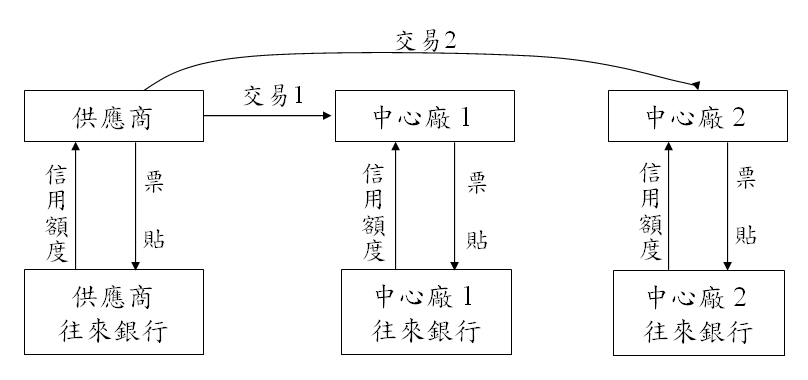 交易2
供應商
交易1
中心廠 1
中心廠 2
信用額度
票貼
信用額度
票貼
信用額度
票貼
供應商
往來銀行
中心廠 1
往來銀行
中心廠 2
往來銀行